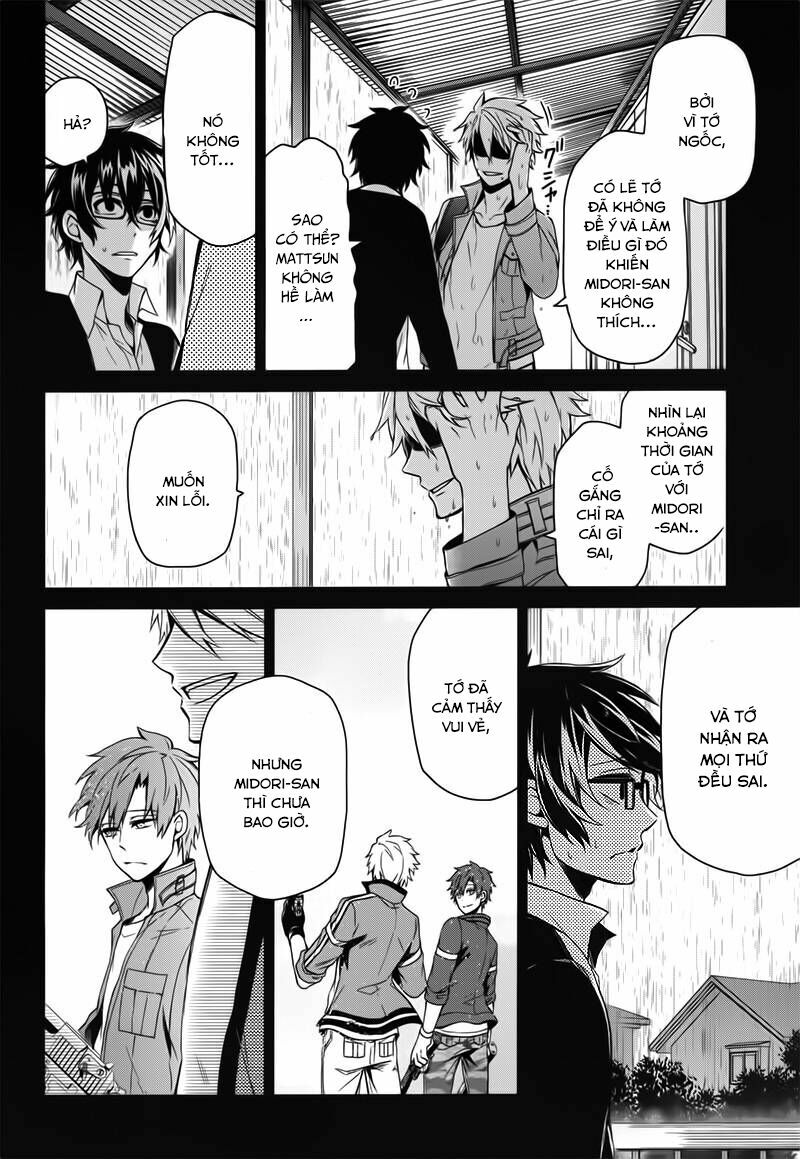 BỞI
VÌ TỚ
NGỐC,
CÓ LẼ TỚ
ĐÃ KHÔNG
ĐỂ Ý VÀ LÀM
ĐIỀU GÌ ĐÓ
KHIẾN
MIDORI-SAN
KHÔNG
THÍCH...
グシャ...
SAO
CÓ THỂ?
MATTSUN
KHÔNG
HỀ LÀM
...
NÓ
KHÔNG
TỐT...
HẢ?
NHÌN LẠI
KHOẢNG
THỜI GIAN
CỦA TỚ
VỚI
MIDORI
-SAN..
CỐ
GẮNG
CHỈ RA
CÁI GÌ
SAI,
MUỐN
XIN LỖI.
VÀ TỚ
NHẬN RA
MỌI THỨ
ĐỀU SAI.
TỚ ĐÃ
CẢM THẤY
VUI VẺ,
NHƯNG
MIDORI-SAN
THÌ CHƯA
BAO GIỜ.